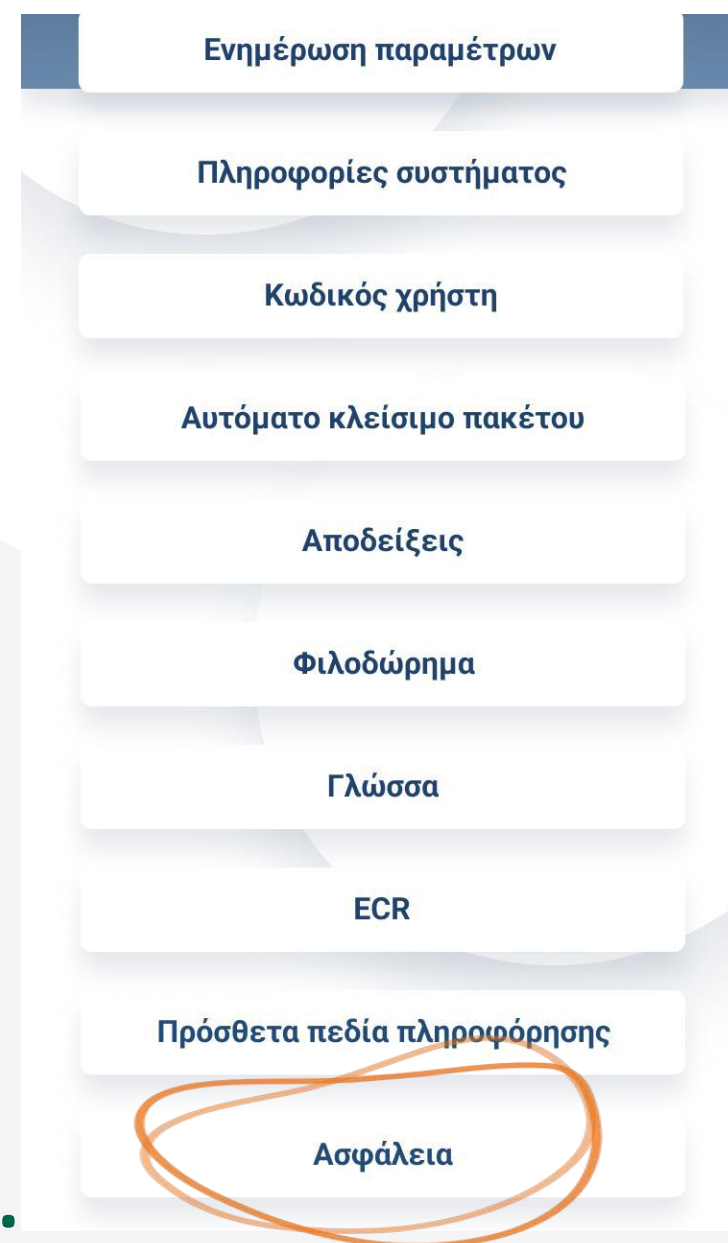 Ενημέρωση παραμέτρων
Πληροφορίες συστήματος
Κωδικός χρήστη
Αυτόματο κλείσιμο πακέτου
Αποδείξεις
Φιλοδώρημα
Γλώσσα
ECR
Πρόσθετα πεδία πληροφόρησης
Ασφάλεια